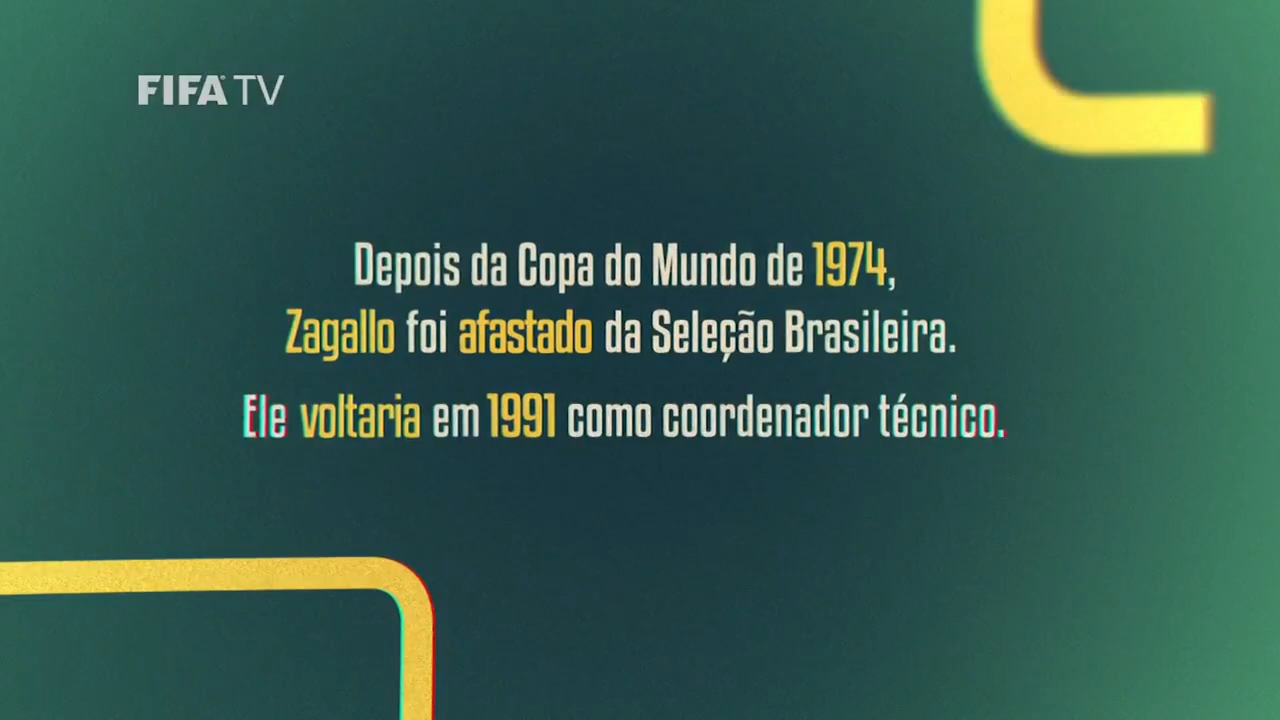 FIFA TV
Depois da Copa do Mundo de 1974,
Zagallo foi afastado da Seleção Brasileira.
Ele voltaria em 1991 como coordenador técnico.